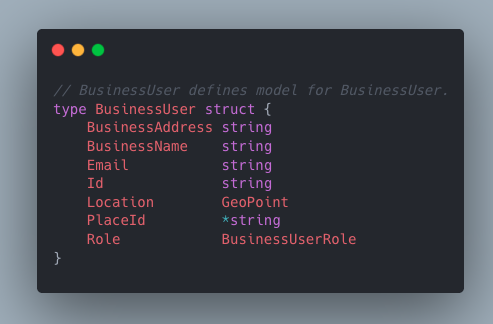 // BusinessUser defines model for BusinessUser.
type BusinessUser struct {
    BusinessAddress string
    BusinessName    string
    Email           string
    Id              string
    Location        GeoPoint
    PlaceId         *string
    Role            BusinessUserRole
}